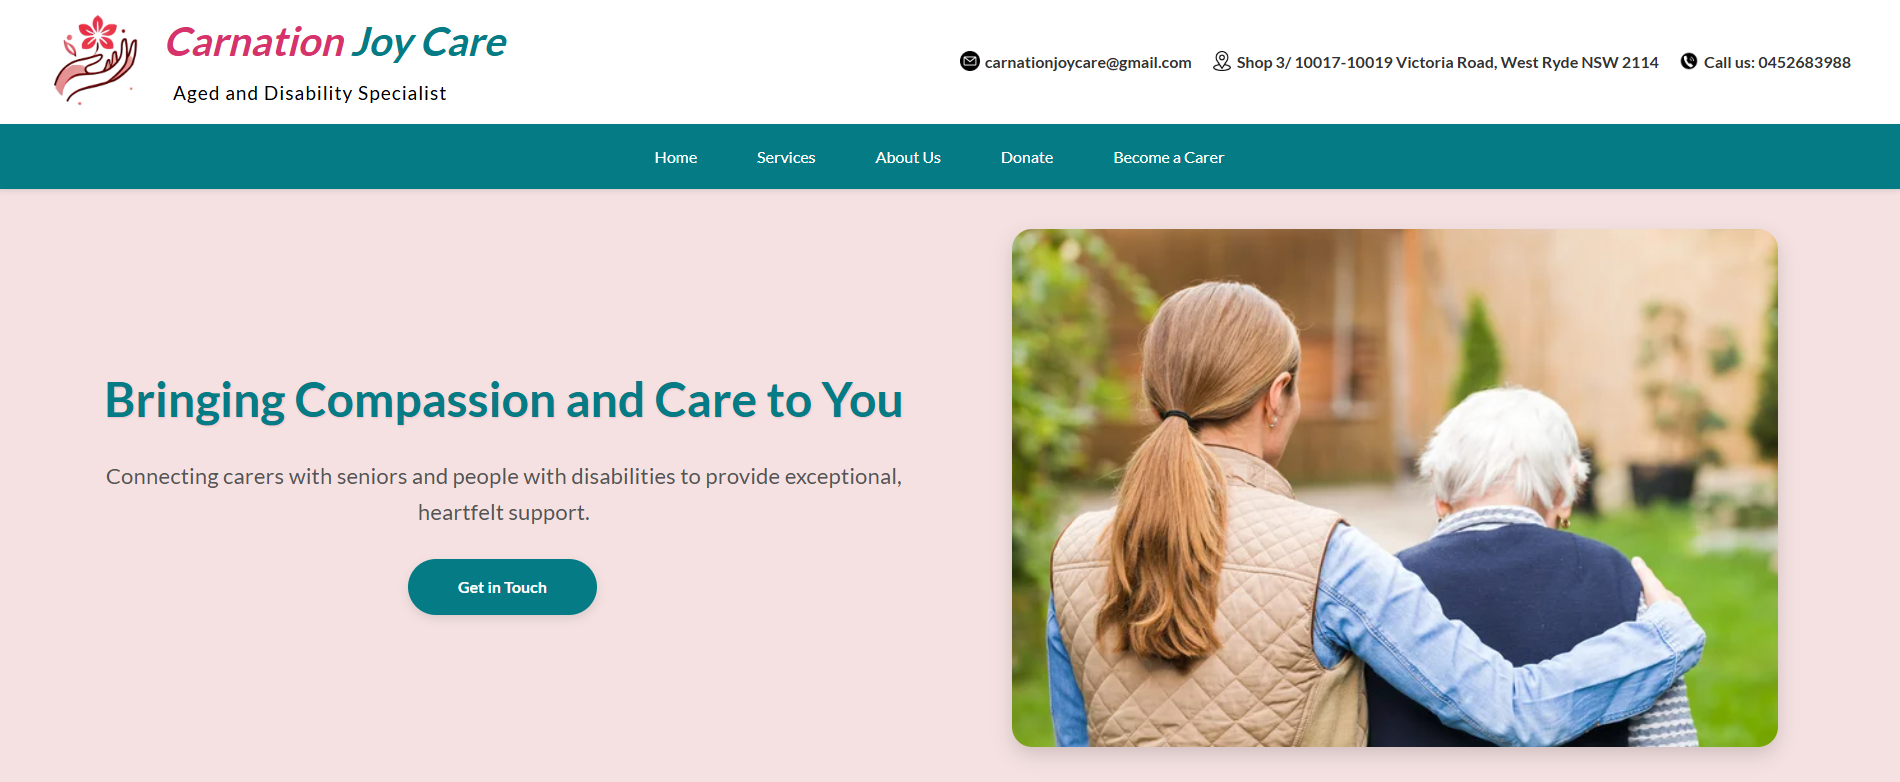 Carnation Joy Care
Aged and Disability Specialist
carnationjoycare@gmail.com
Shop 3/ 10017-10019 Victoria Road, West Ryde NSW 2114
Call us: 0452683988
Home
Services
About Us
Donate
Become a Carer
Bringing Compassion and Care to You
Connecting carers with seniors and people with disabilities to provide exceptional,
heartfelt support.
Get in Touch